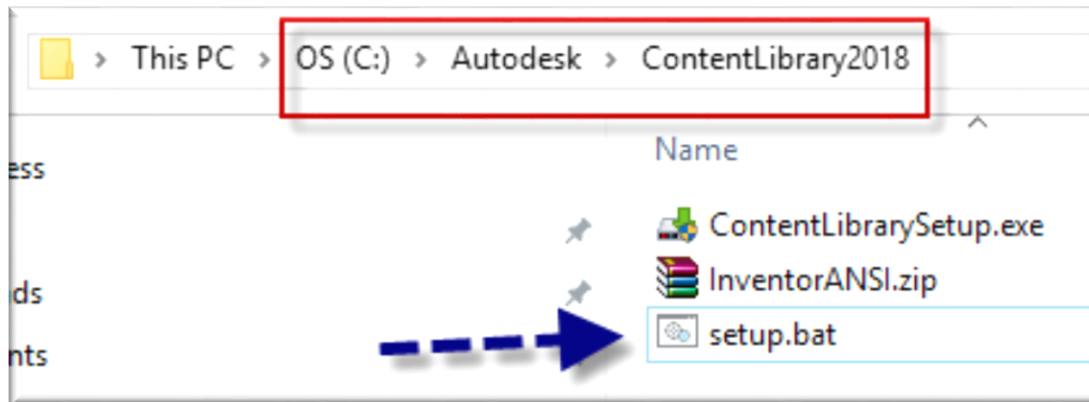 This PC > OS (C:) > Autodesk > ContentLibrary2018
Name
ess
ContentLibrarySetup.exe
ds
InventorANSI.zip
nts
setup.bat